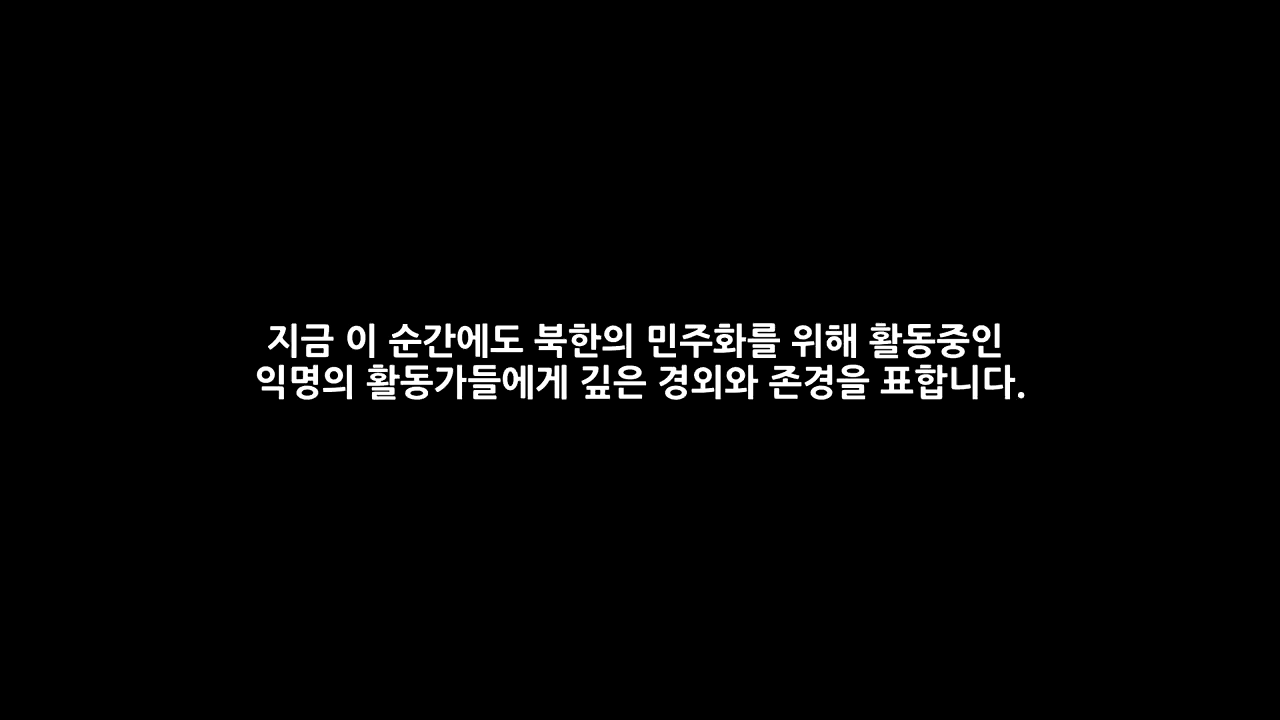 지금 이 순간에도 북한의 민주화를 위해 활동중인
익명의 활동가들에게 깊은 경외와 존경을 표합니다.